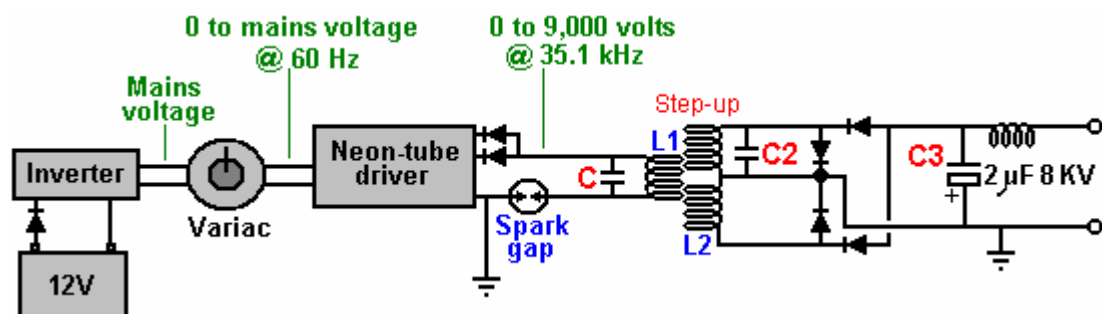 0 to mains voltage
@ 60 Hz
0 to 9,000 volts
@ 35.1 kHz
Mains
voltage
Step-up
Inverter
Variac
Neon-tube
driver
C
Spark
gap
L1
L2
C2
C3
+
2 µF 8 KV
12V